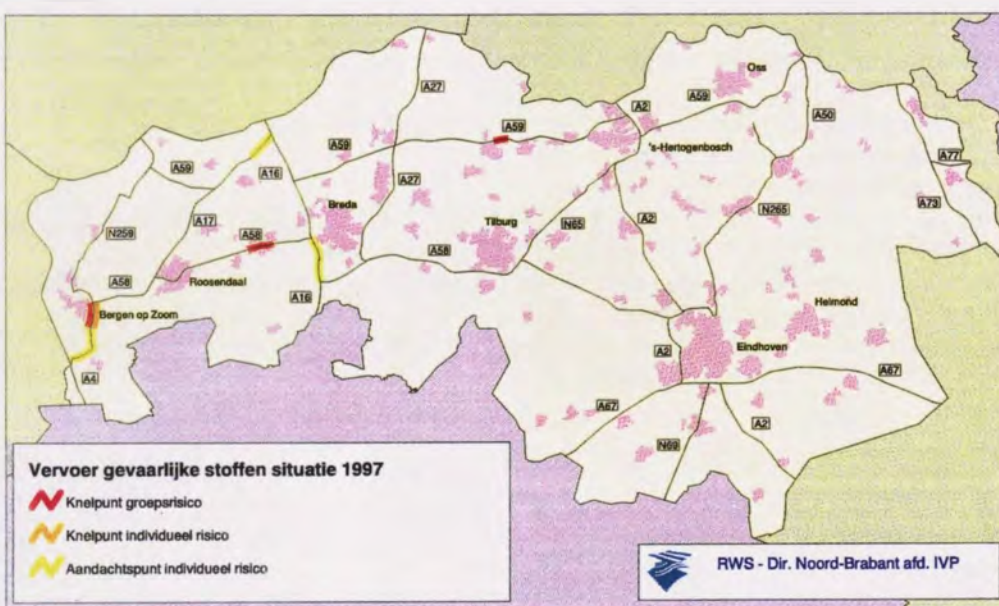 Oss
A27
A2
A59
A50
A59
A59
's-Hertogenbosch
A59
A16
A77
A27
Breda
A17
N265
A73
A2
N259
A58
Tilburg
N65
A58
A58
Roosendaal
A16
Helmond
Bergen op Zoom
Eindhoven
A2
A4
A67
A67
A2
N69
Vervoer gevaarlijke stoffen situatie 1997
Knelpunt groepsrisico
Knelpunt individueel risico
Aandachtspunt individueel risico
RWS - Dir. Noord-Brabant afd. IVP